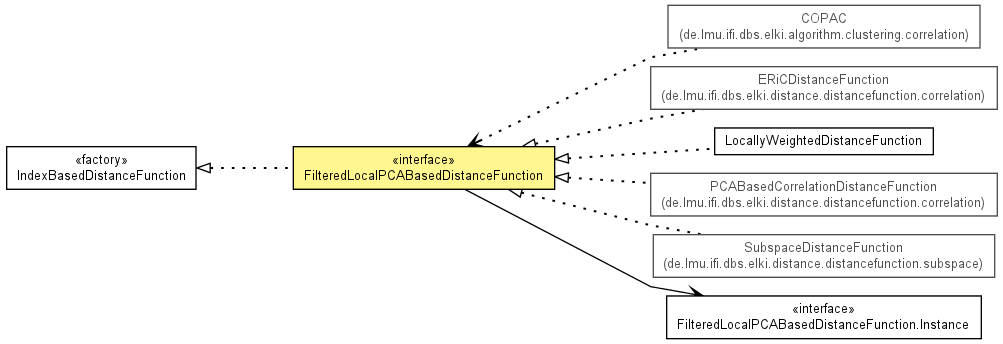 COPAC
(de.lmu.ifi.dbs.elki.algorithm.clustering.correlation)
ERiCDistanceFunction
(de.lmu.ifi.dbs.elki.distance.distancefunction.correlation)
LocallyWeightedDistanceFunction
«factory»
IndexBasedDistanceFunction
«interface»
FilteredLocalPCABasedDistanceFunction
PCABasedCorrelationDistanceFunction
(de.lmu.ifi.dbs.elki.distance.distancefunction.correlation)
SubspaceDistanceFunction
(de.lmu.ifi.dbs.elki.distance.distancefunction.subspace)
«interface»
FilteredLocalPCABasedDistanceFunction.Instance